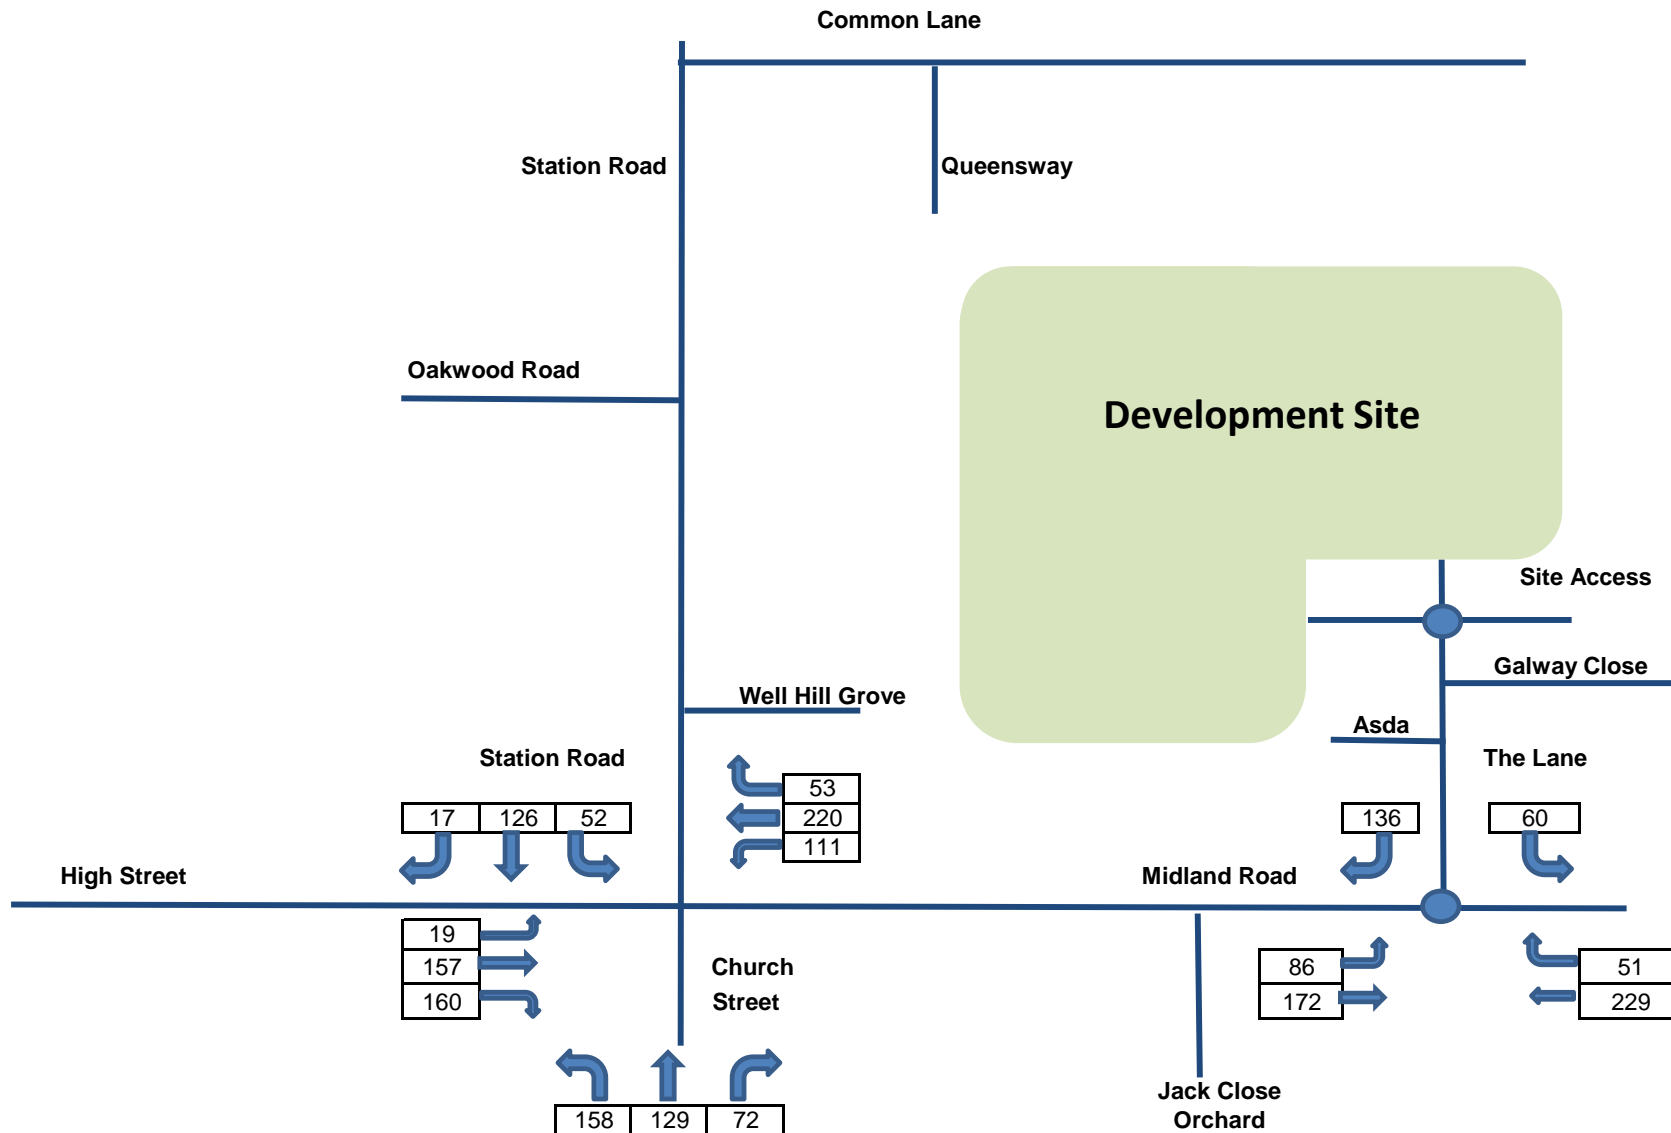 Common Lane
Station Road
Queensway
Oakwood Road
Development Site
Site Access
Galway Close
Well Hill Grove
Asda
Station Road
The Lane
53
220
111
17 126 52
136
60
High Street
Midland Road
19
157
160
Church
Street
86
172
51
229
158 129 72
Jack Close
Orchard